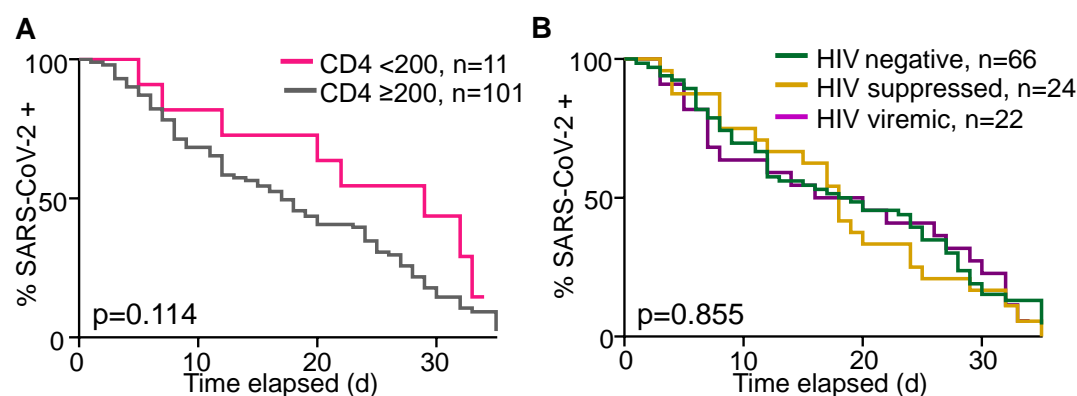 A
CD4 <200, n=11
CD4 ≥200, n=101
% SARS-CoV-2 +
100
50
0
p=0.114
0 10 20 30
Time elapsed (d)
B
HIV negative, n=66
HIV suppressed, n=24
HIV viremic, n=22
% SARS-CoV-2 +
100
50
0
p=0.855
0 10 20 30
Time elapsed (d)